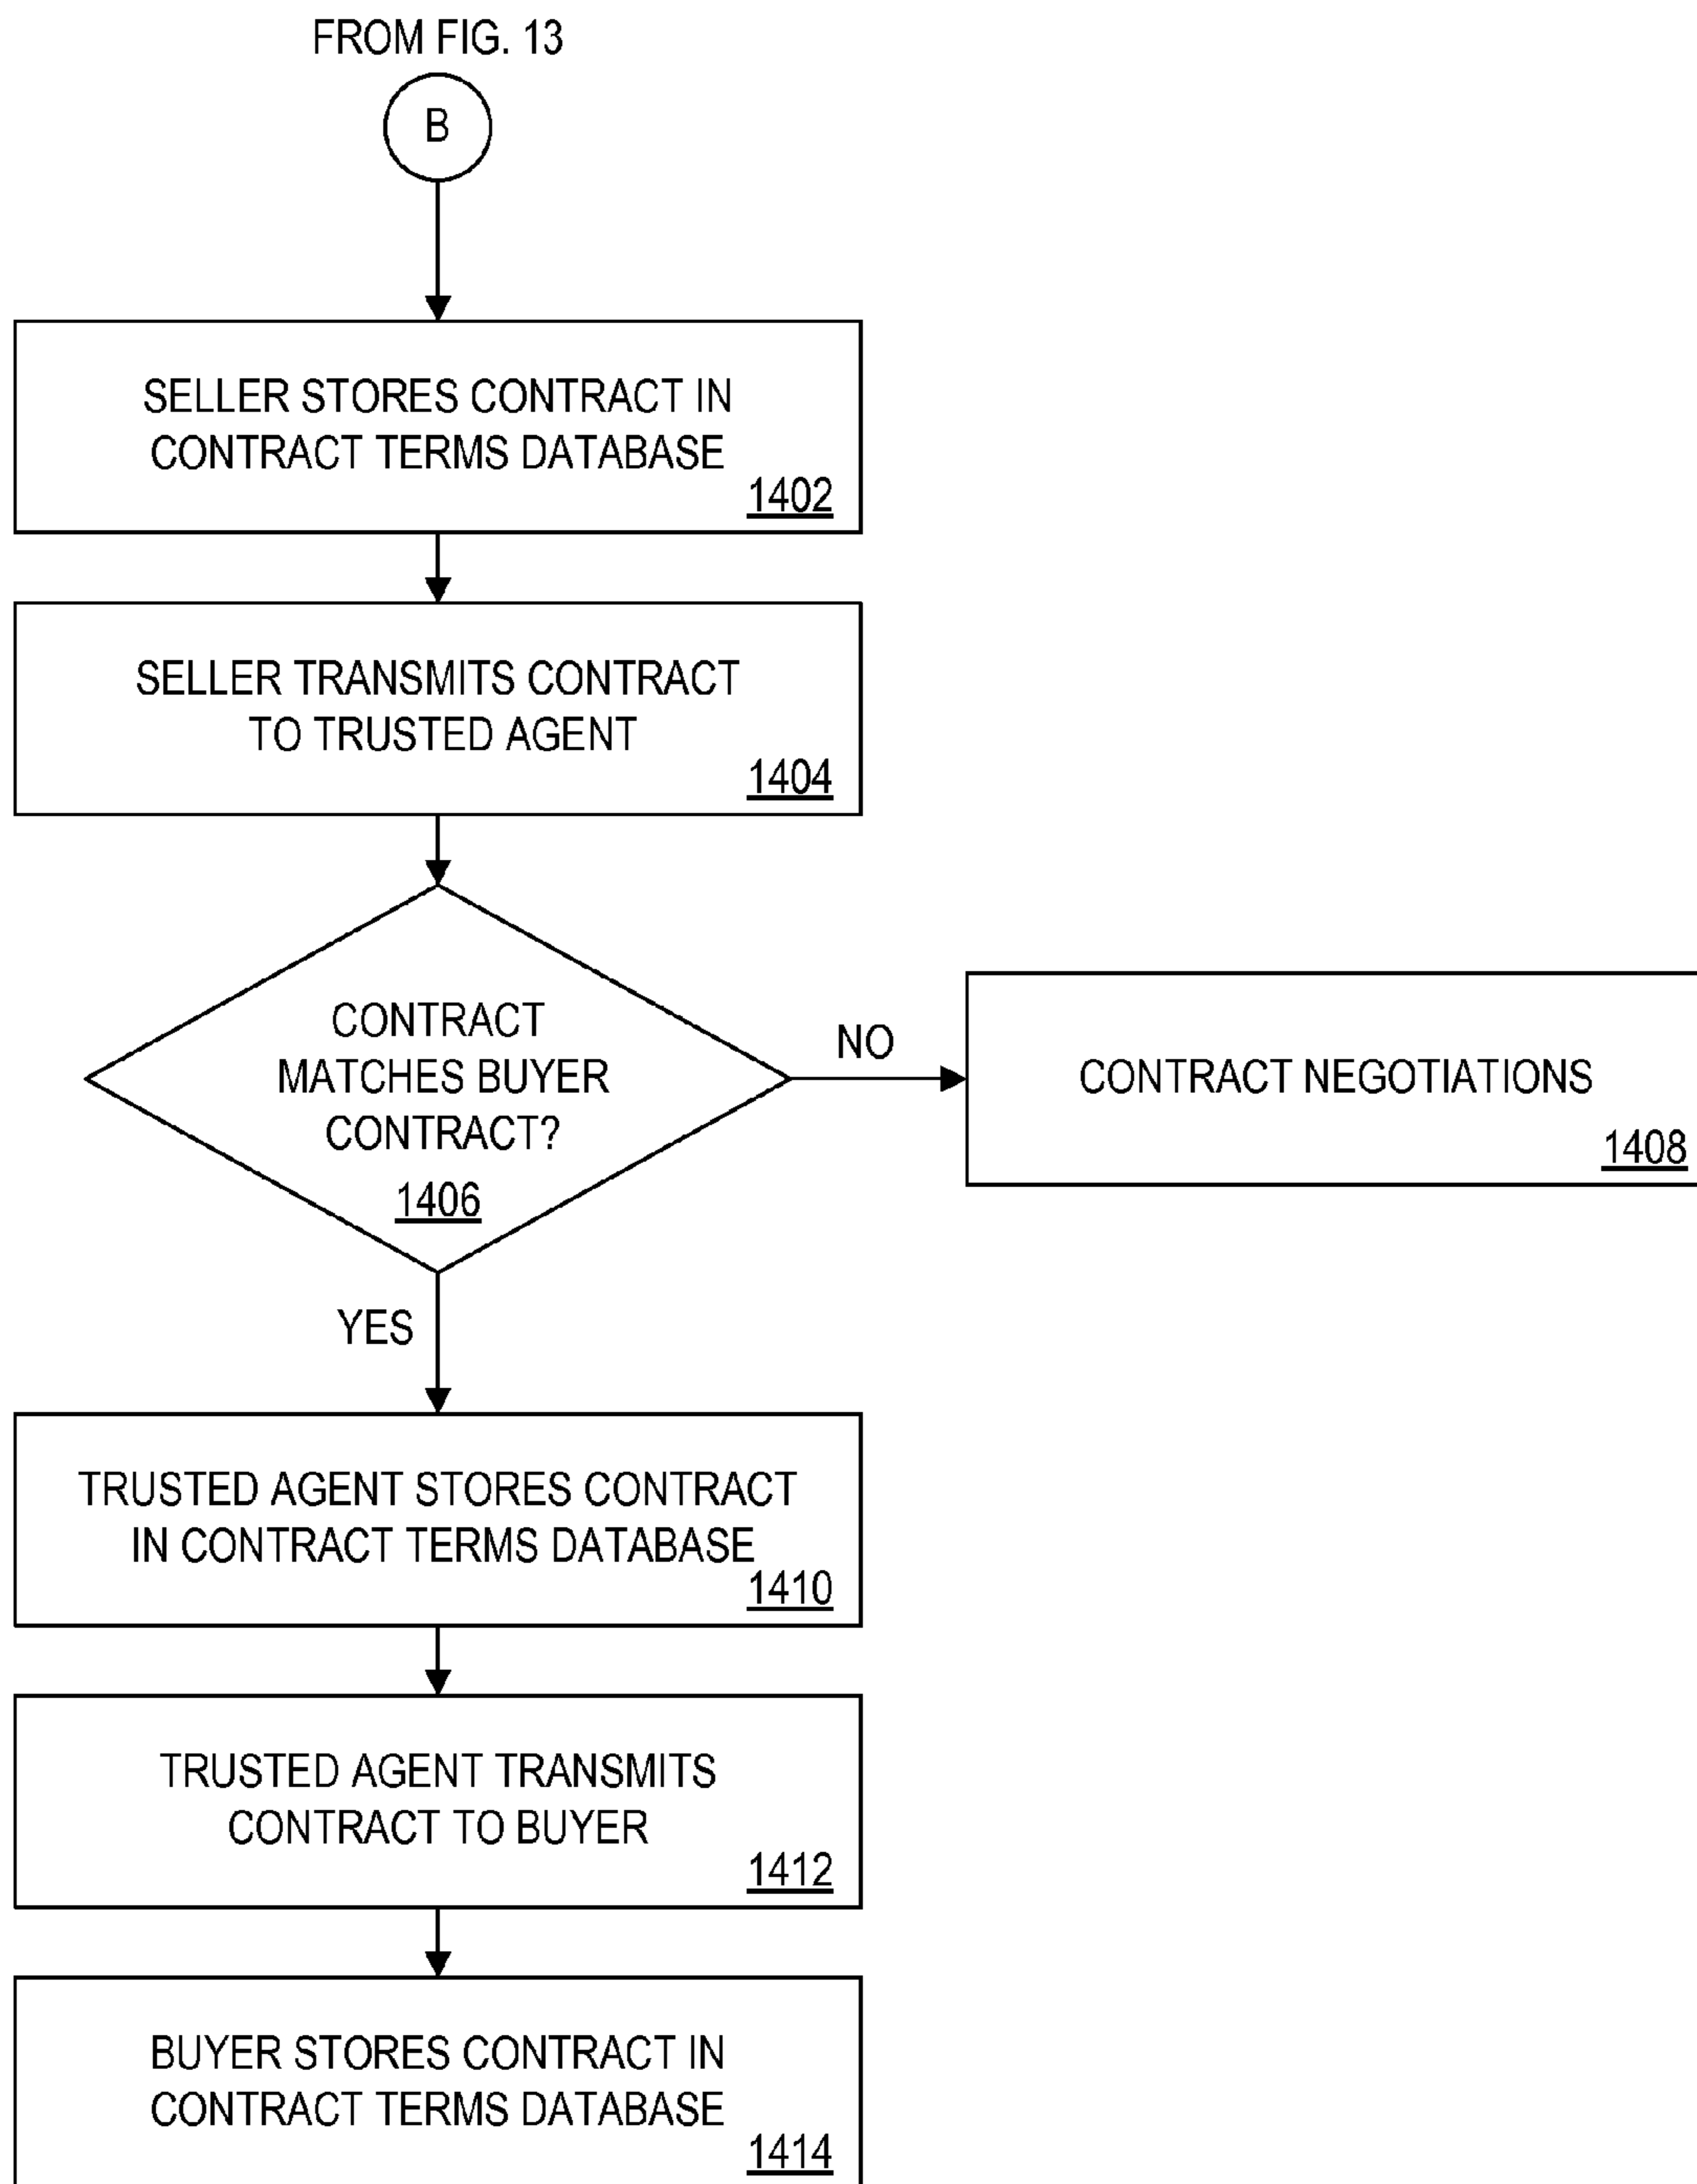 FROM FIG. 13
B
SELLER STORES CONTRACT IN
CONTRACT TERMS DATABASE
1402
SELLER TRANSMITS CONTRACT
TO TRUSTED AGENT
1404
CONTRACT
MATCHES BUYER
CONTRACT?
1406
NO
CONTRACT NEGOTIATIONS
1408
YES
TRUSTED AGENT STORES CONTRACT
IN CONTRACT TERMS DATABASE
1410
TRUSTED AGENT TRANSMITS
CONTRACT TO BUYER
1412
BUYER STORES CONTRACT IN
CONTRACT TERMS DATABASE
1414